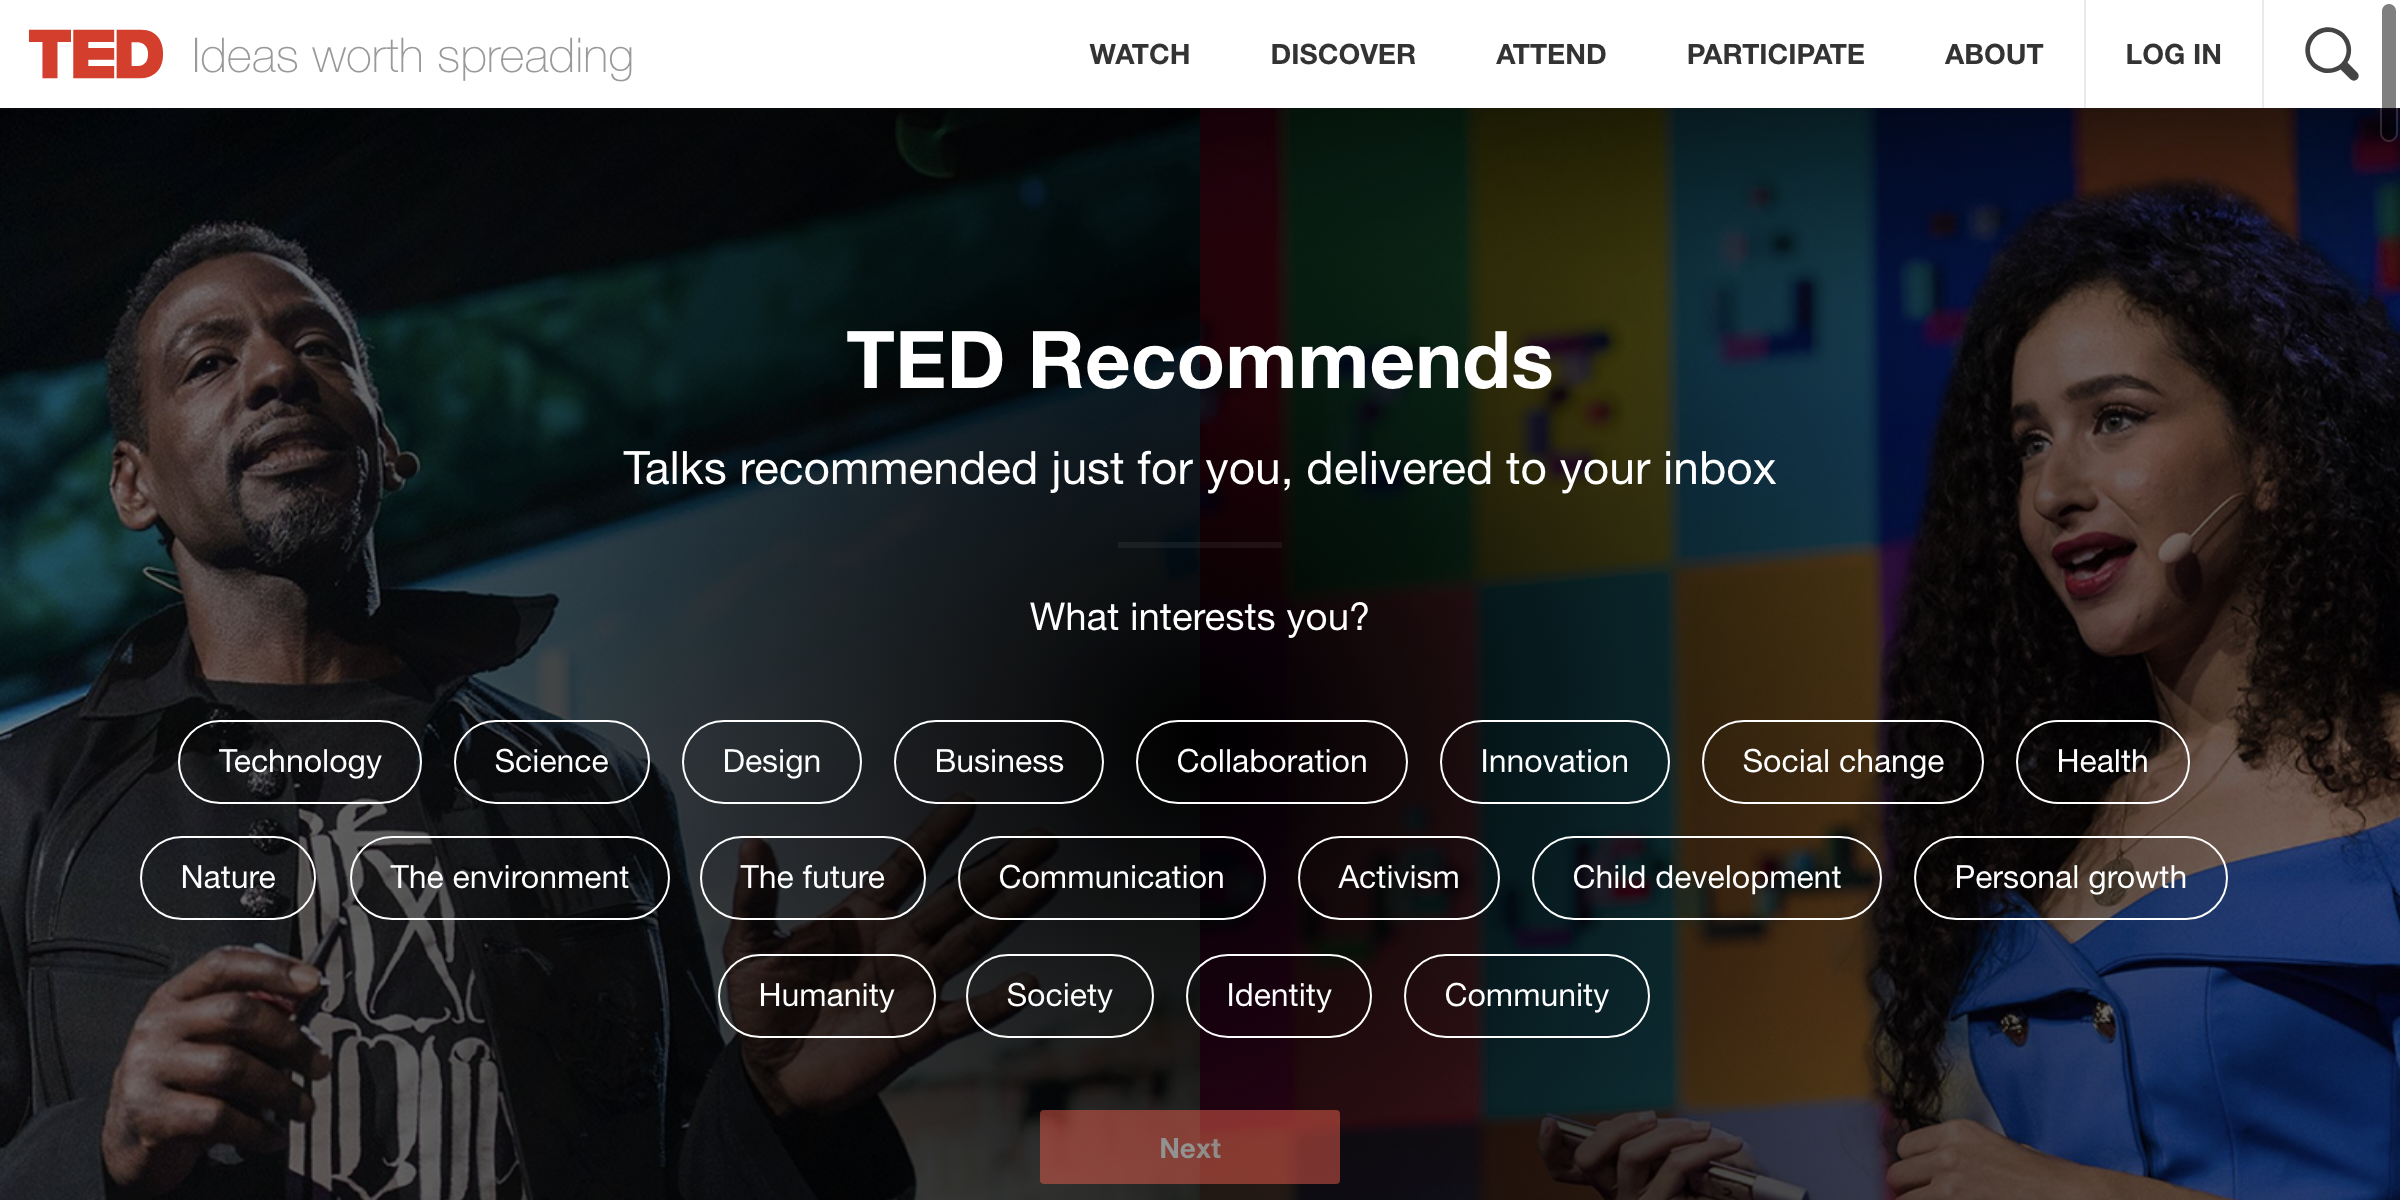 TED Ideas worth spreading
WATCH DISCOVER ATTEND PARTICIPATE ABOUT LOG IN
TED Recommends
Talks recommended just for you, delivered to your inbox
What interests you?
Technology Science Design Business Collaboration Innovation Social change Health
Nature The environment The future Communication Activism Child development Personal growth
Humanity Society Identity Community
Next